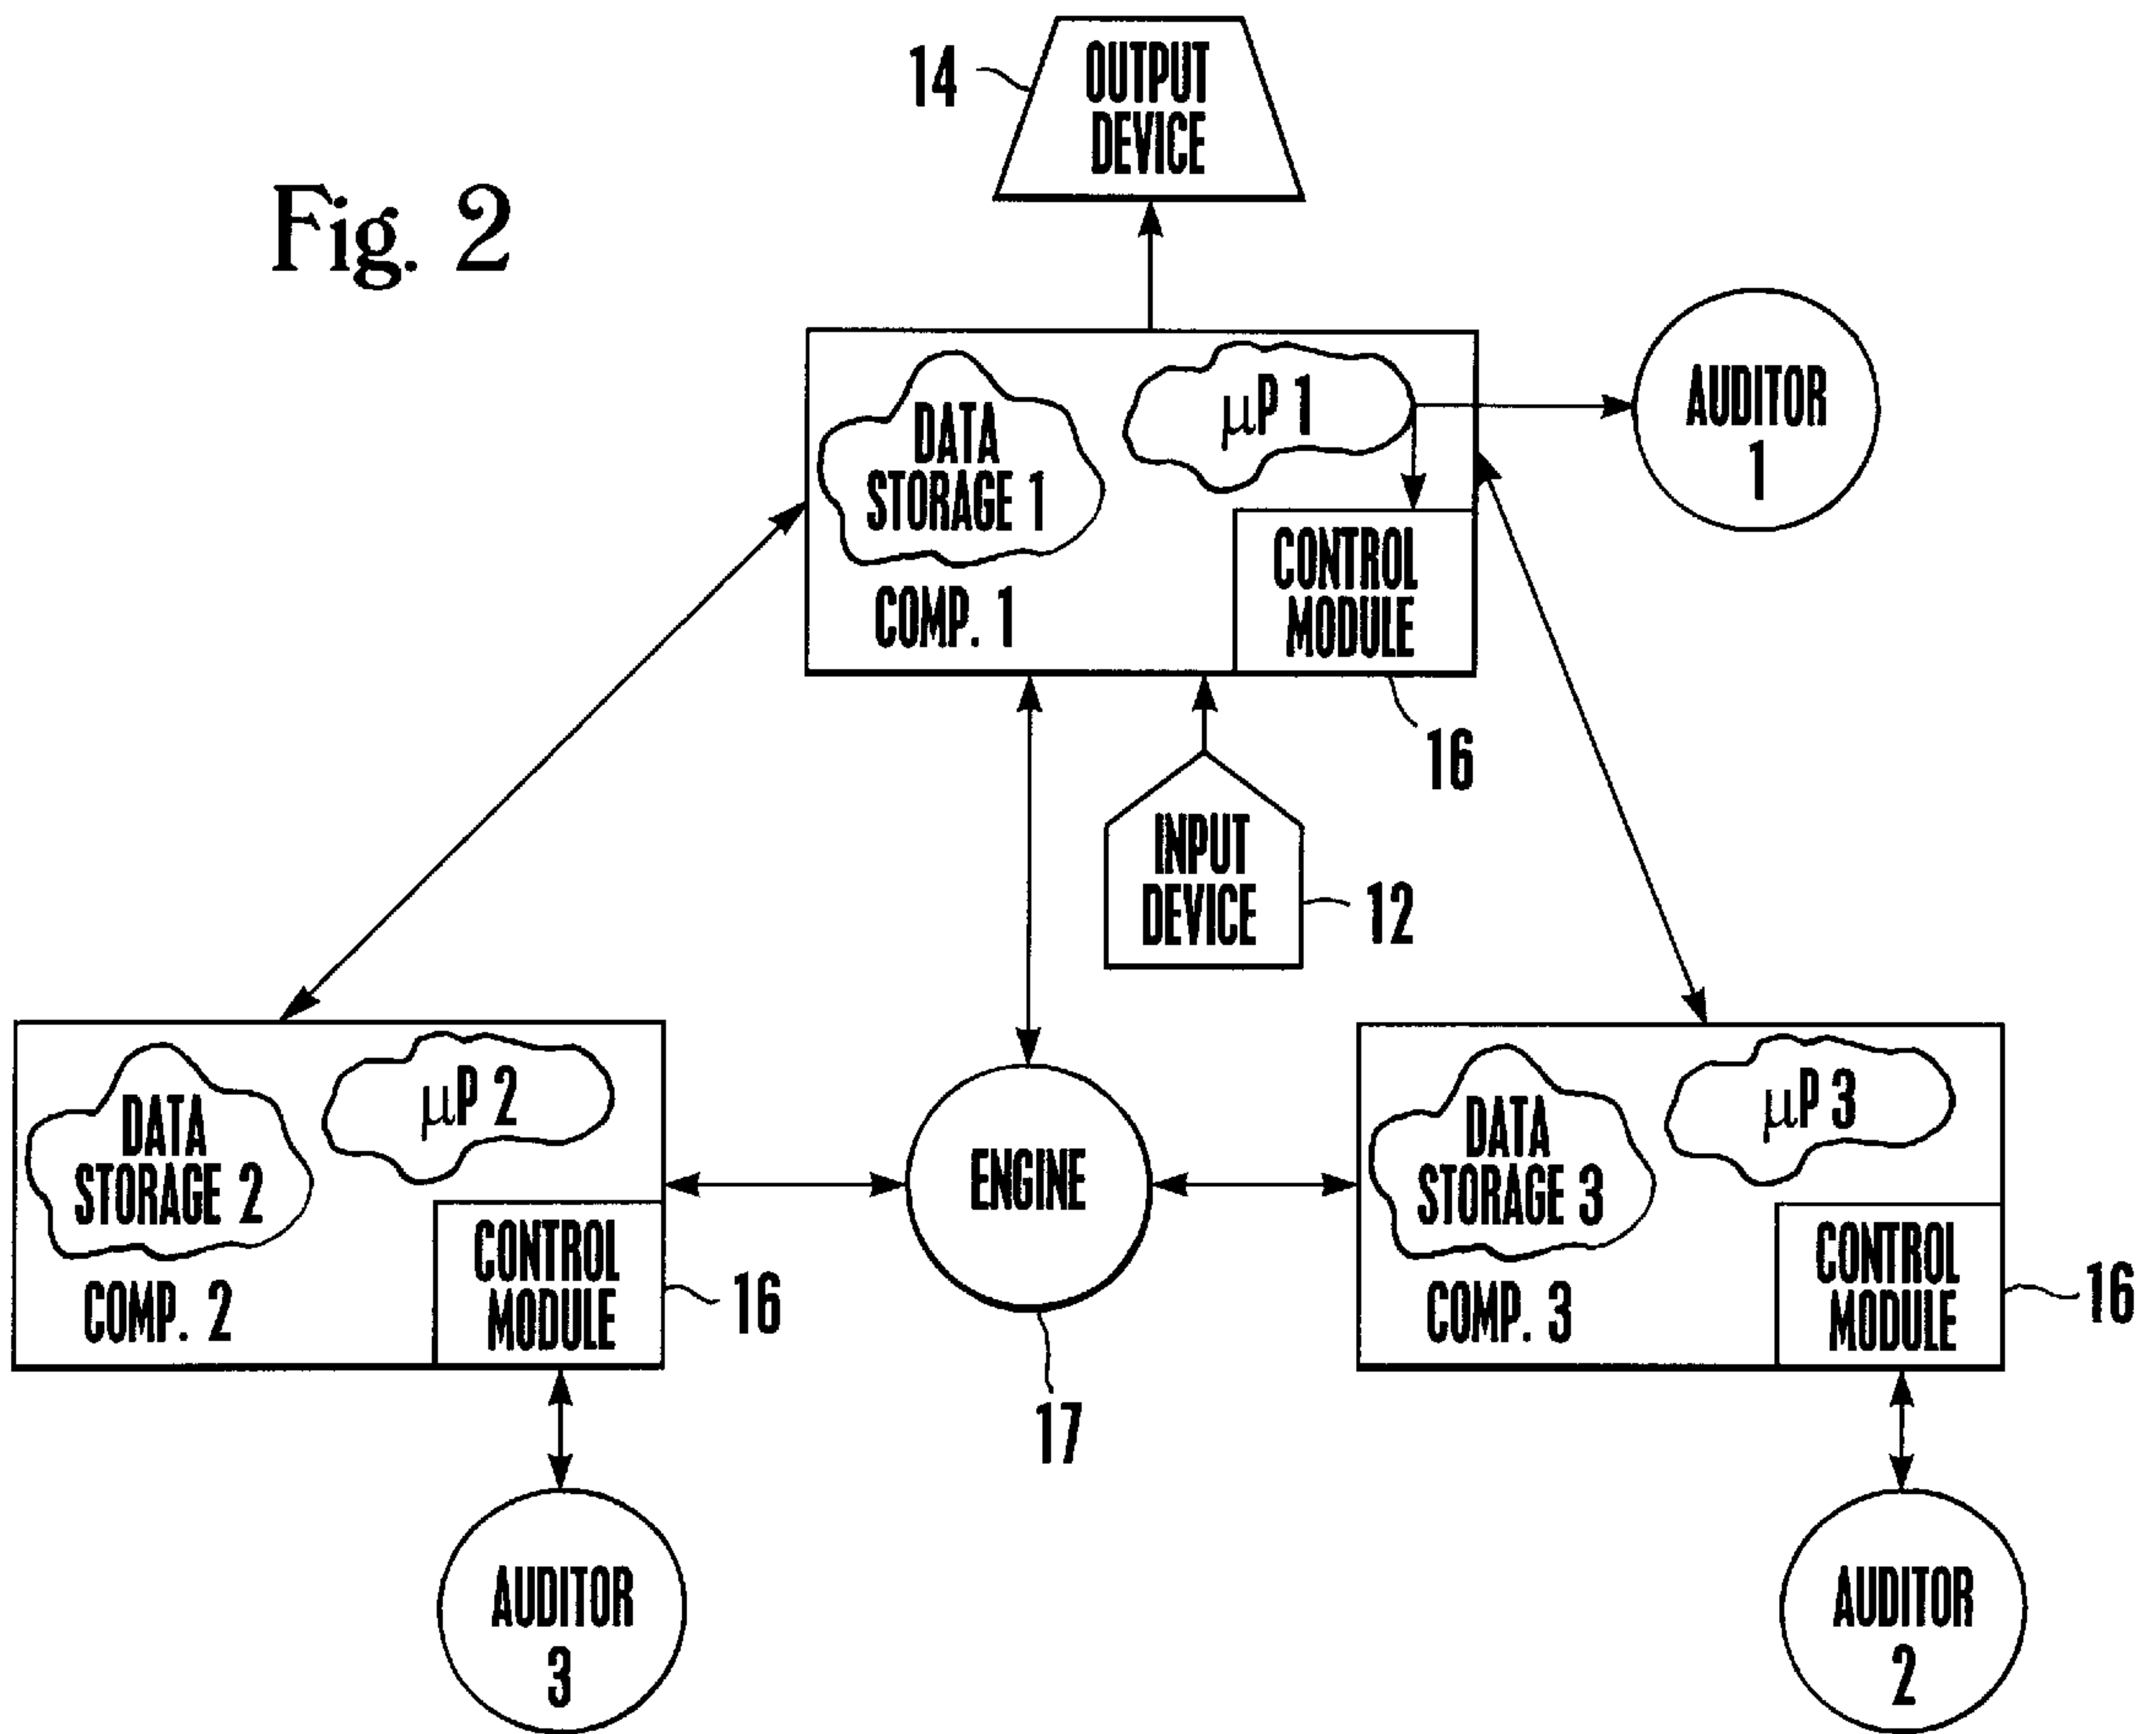 14
OUTPUT
DEVICE
Fig. 2
AUDITOR
1
DATA
STORAGE 1
µP 1
COMP. 1
CONTROL
MODULE
16
INPUT
DEVICE
12
DATA
STORAGE 2
µP 2
COMP. 2
CONTROL
MODULE
16
ENGINE
17
DATA
STORAGE 3
µP 3
COMP. 3
CONTROL
MODULE
16
AUDITOR
3
AUDITOR
2